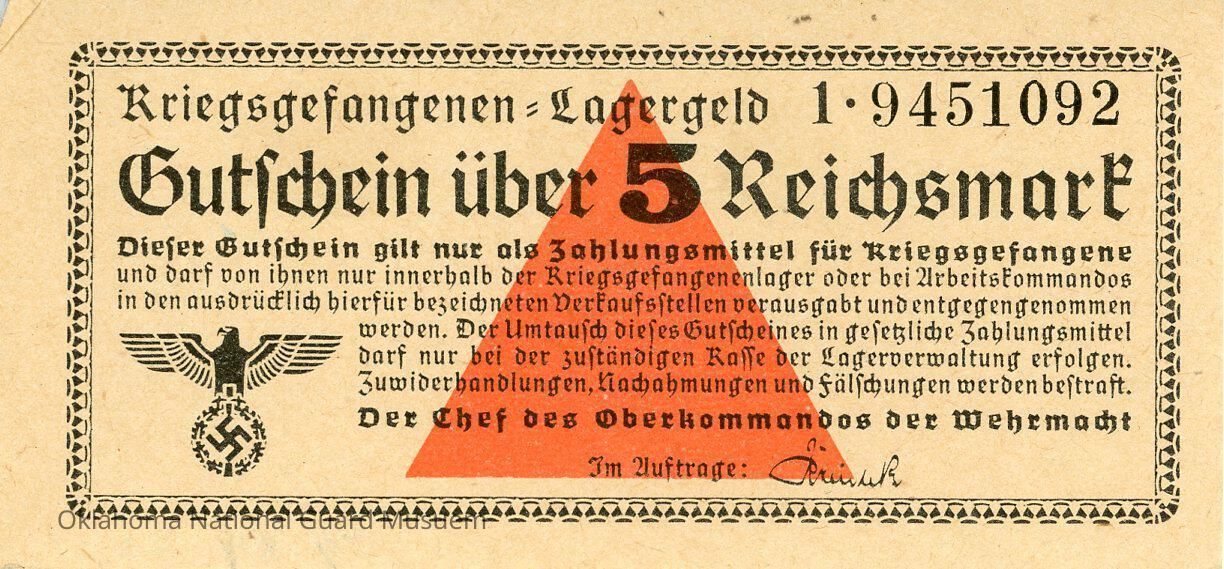 Kriegsgefangenen-Lagergeld 1·9451092
Gutschein über 5 Reichsmark
Dieser Gutschein gilt nur als Zahlungsmittel für Kriegsgefangene
und darf von ihnen nur innerhalb der Kriegsgefangenenlager oder bei Arbeitskommandos
in den ausdrücklich hierfür bezeichneten Verkaufsstellen verausgabt und entgegengenommen
werden. Der Umtausch dieses Gutscheines in gesetzliche Zahlungsmittel
darf nur bei der zuständigen Kasse der Lagerverwaltung erfolgen.
Zuwiderhandlungen, Nachahmungen und Fälschungen werden bestraft.
Der Chef des Oberkommandos der Wehrmacht
Im Auftrage:
Oklahoma National Guard Musuem